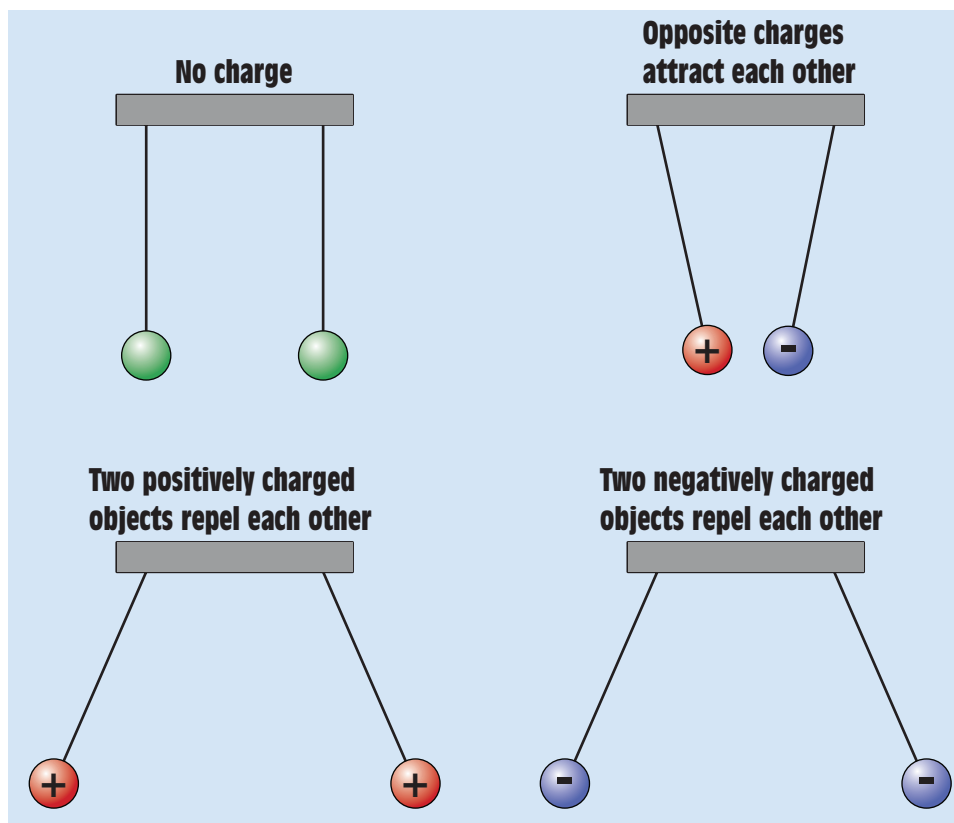 No charge
Opposite charges
attract each other
+
-
Two positively charged
objects repel each other
+
+
Two negatively charged
objects repel each other
-
-